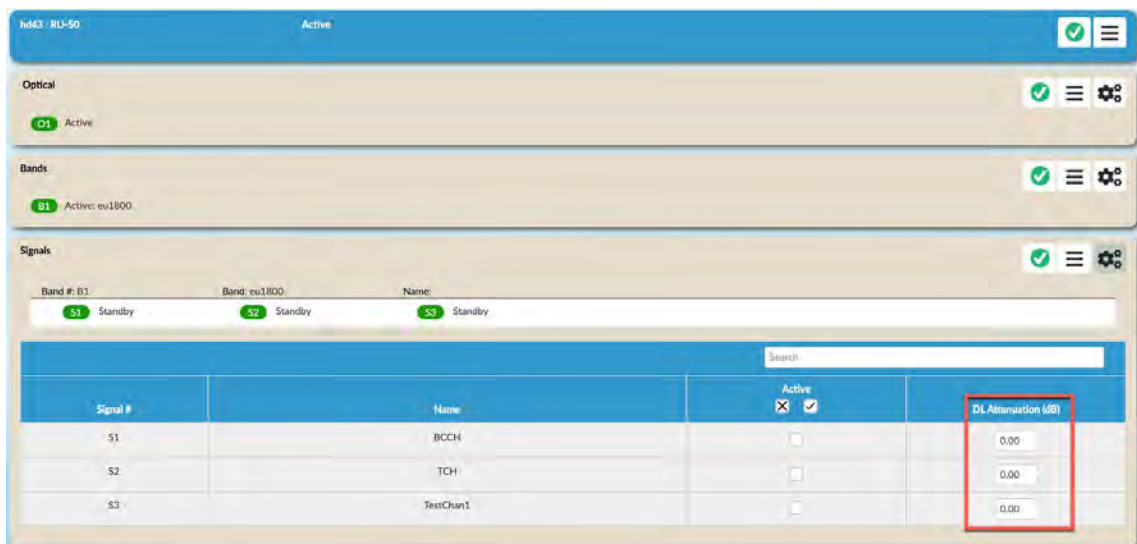 hd43 : RU-50 Active
Optical
O1 Active
Bands
B1 Active: eu1800
Signals
Band #: B1 Band: eu1800 Name:
S1 Standby S2 Standby S3 Standby
Search
Signal # Name Active DL Attenuation (dB)
S1 BCCH 0.00
S2 TCH 0.00
S3 TestChan1 0.00